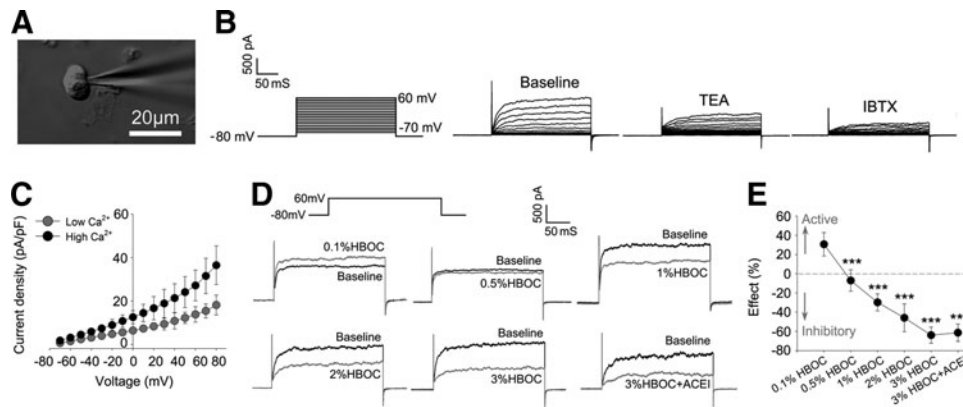 A
20µm
B
500 pA
50 mS
60 mV
-70 mV
-80 mV
Baseline
TEA
IBTX
C
Low Ca²⁺
High Ca²⁺
Current density (pA/pF)
60
40
20
0
-80 -40 0 40 80
Voltage (mV)
D
60mV
-80mV
500 pA
50 mS
0.1%HBOC
Baseline
Baseline
0.5%HBOC
Baseline
1%HBOC
Baseline
2%HBOC
Baseline
3%HBOC
Baseline
3%HBOC+ACEI
E
Effect (%)
60
40
20
0
-20
-40
-60
-80
Active
Inhibitory
***
***
***
***
**
0.1% HBOC
0.5% HBOC
1% HBOC
2% HBOC
3% HBOC
3% HBOC+ACEI